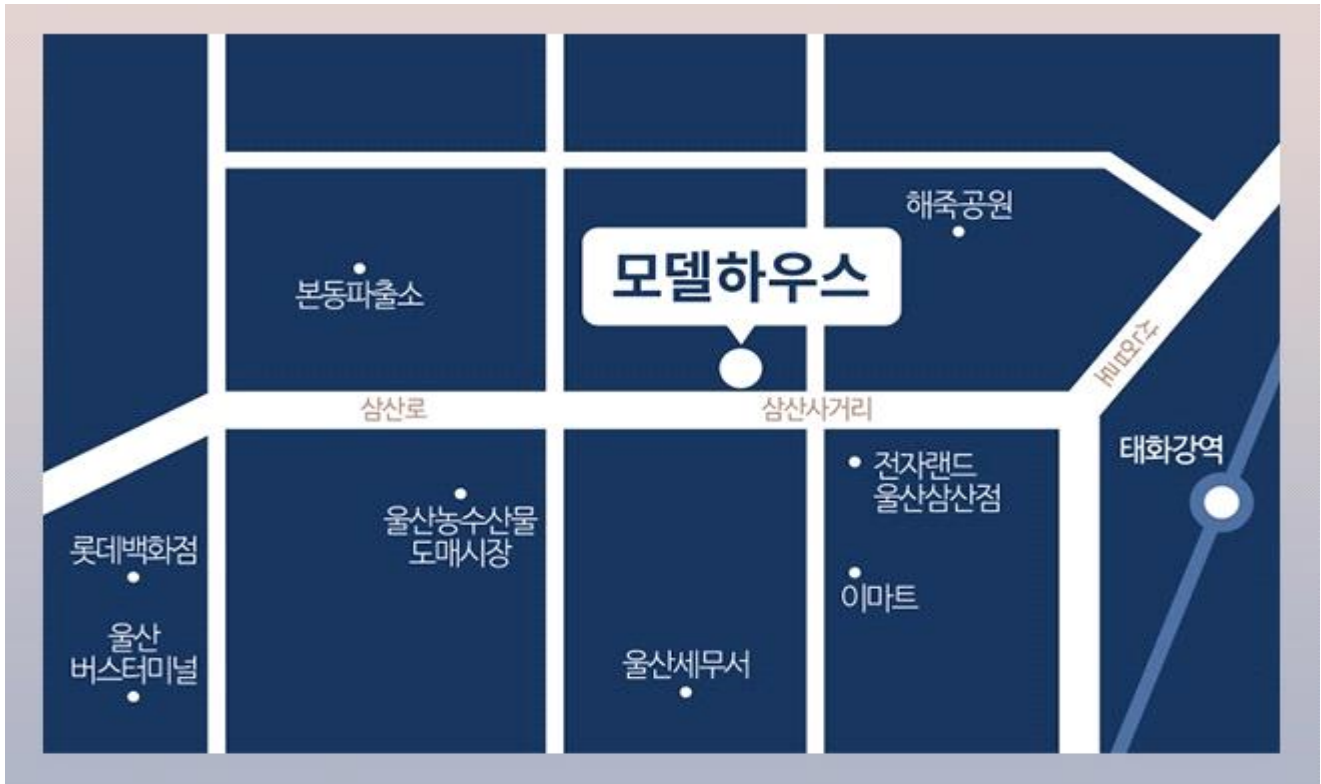 해죽공원
모델하우스
본동파출소
산업로
삼산로
삼산사거리
태화강역
전자랜드
울산삼산점
울산농수산물
도매시장
롯데백화점
이마트
울산
버스터미널
울산세무서